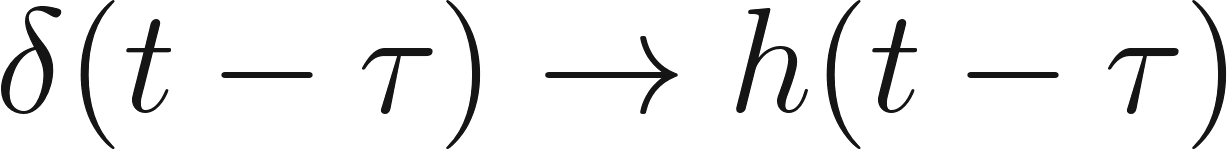 δ(t − τ) → h(t − τ)